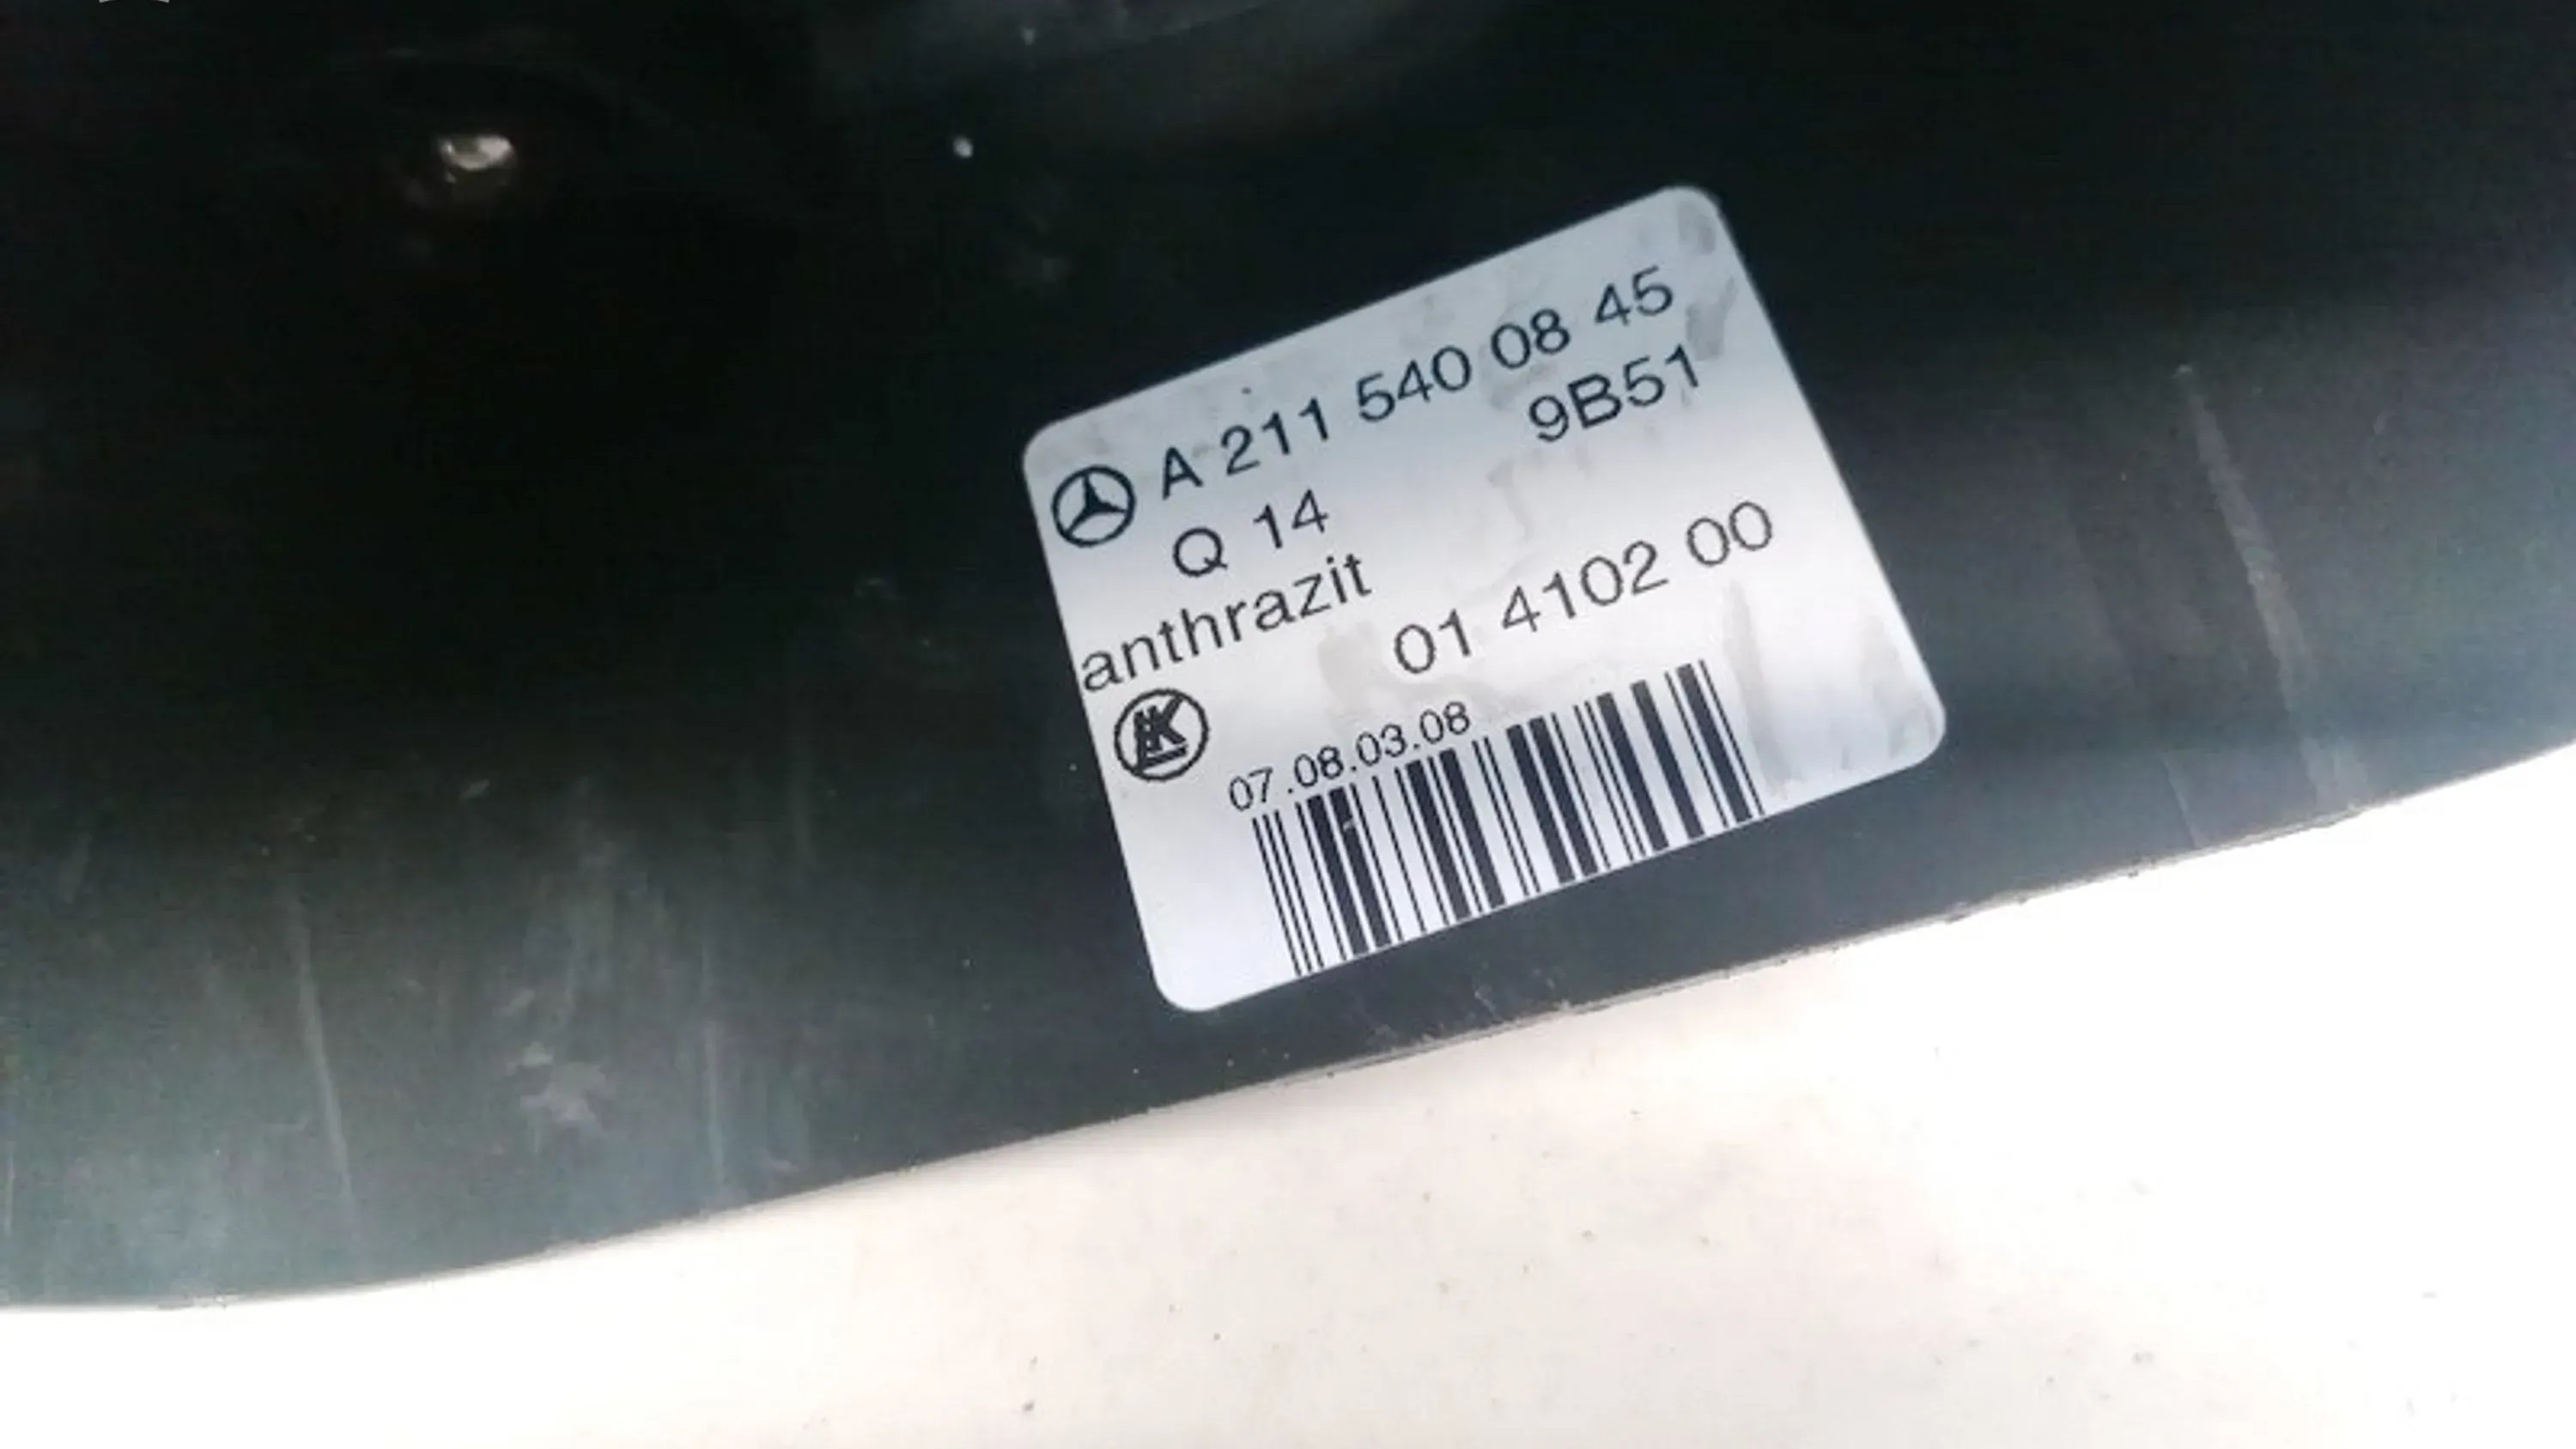 A 211 540 08 45
9B51
Q 14
anthrazit
01 4102 00
07.08.03.08